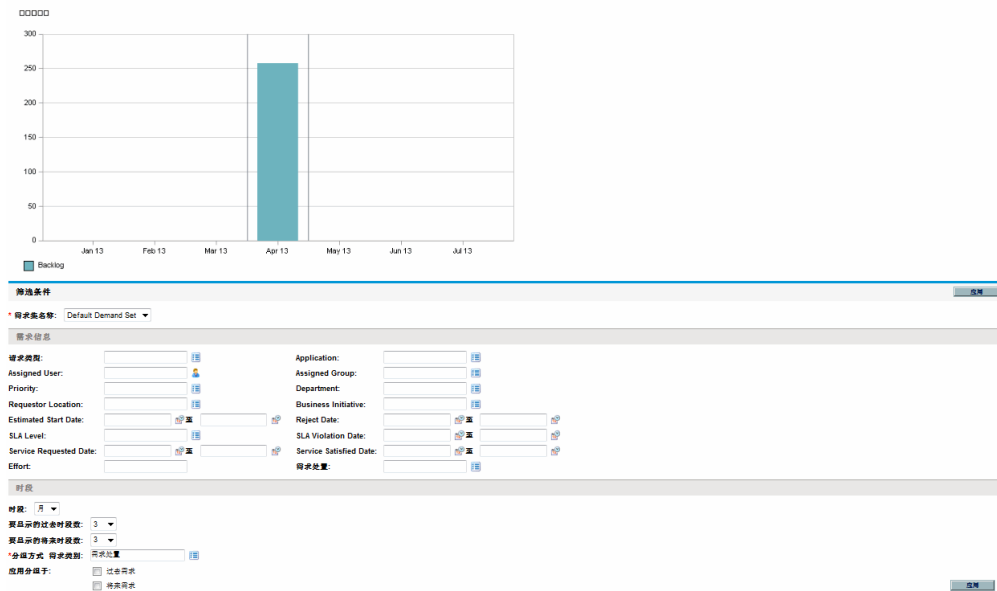 □□□□□
300
250
200
150
100
50
0
Jan 13 Feb 13 Mar 13 Apr 13 May 13 Jun 13 Jul 13
Backlog
筛选条件 应用
* 需求集名称: Default Demand Set
需求信息
请求类型: Application:
Assigned User: Assigned Group:
Priority: Department:
Requestor Location: Business Initiative:
Estimated Start Date: 至 Reject Date: 至
SLA Level: SLA Violation Date: 至
Service Requested Date: 至 Service Satisfied Date: 至
Effort: 需求处置:
时段
时段: 月
要显示的过去时段数: 3
要显示的将来时段数: 3
*分组方式 需求类别: 需求处置
应用分组于: 过去需求
将来需求 应用